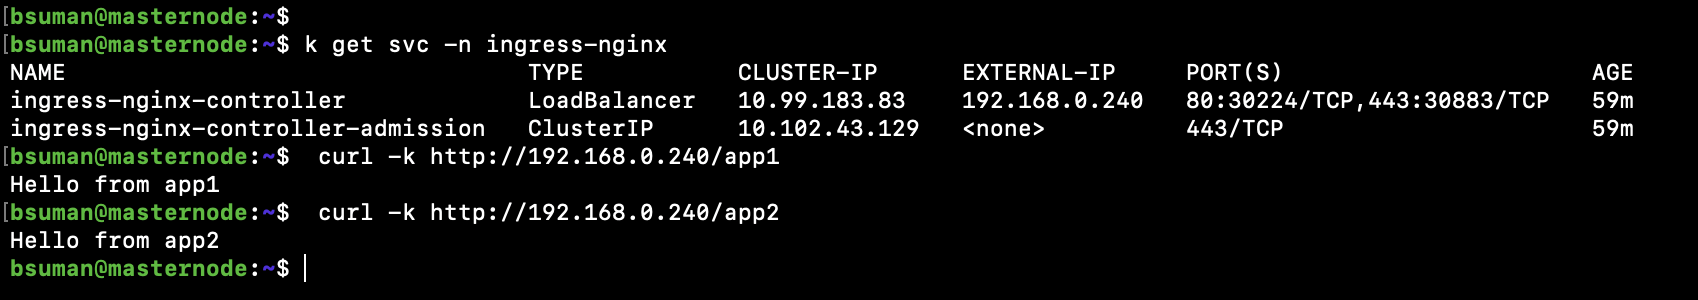 [bsuman@masternode:~$
[bsuman@masternode:~$ k get svc -n ingress-nginx
NAME                                 TYPE           CLUSTER-IP      EXTERNAL-IP     PORT(S)                      AGE
ingress-nginx-controller             LoadBalancer   10.99.183.83    192.168.0.240   80:30224/TCP,443:30883/TCP   59m
ingress-nginx-controller-admission   ClusterIP      10.102.43.129   <none>          443/TCP                      59m
[bsuman@masternode:~$  curl -k http://192.168.0.240/app1
Hello from app1
[bsuman@masternode:~$  curl -k http://192.168.0.240/app2
Hello from app2
bsuman@masternode:~$